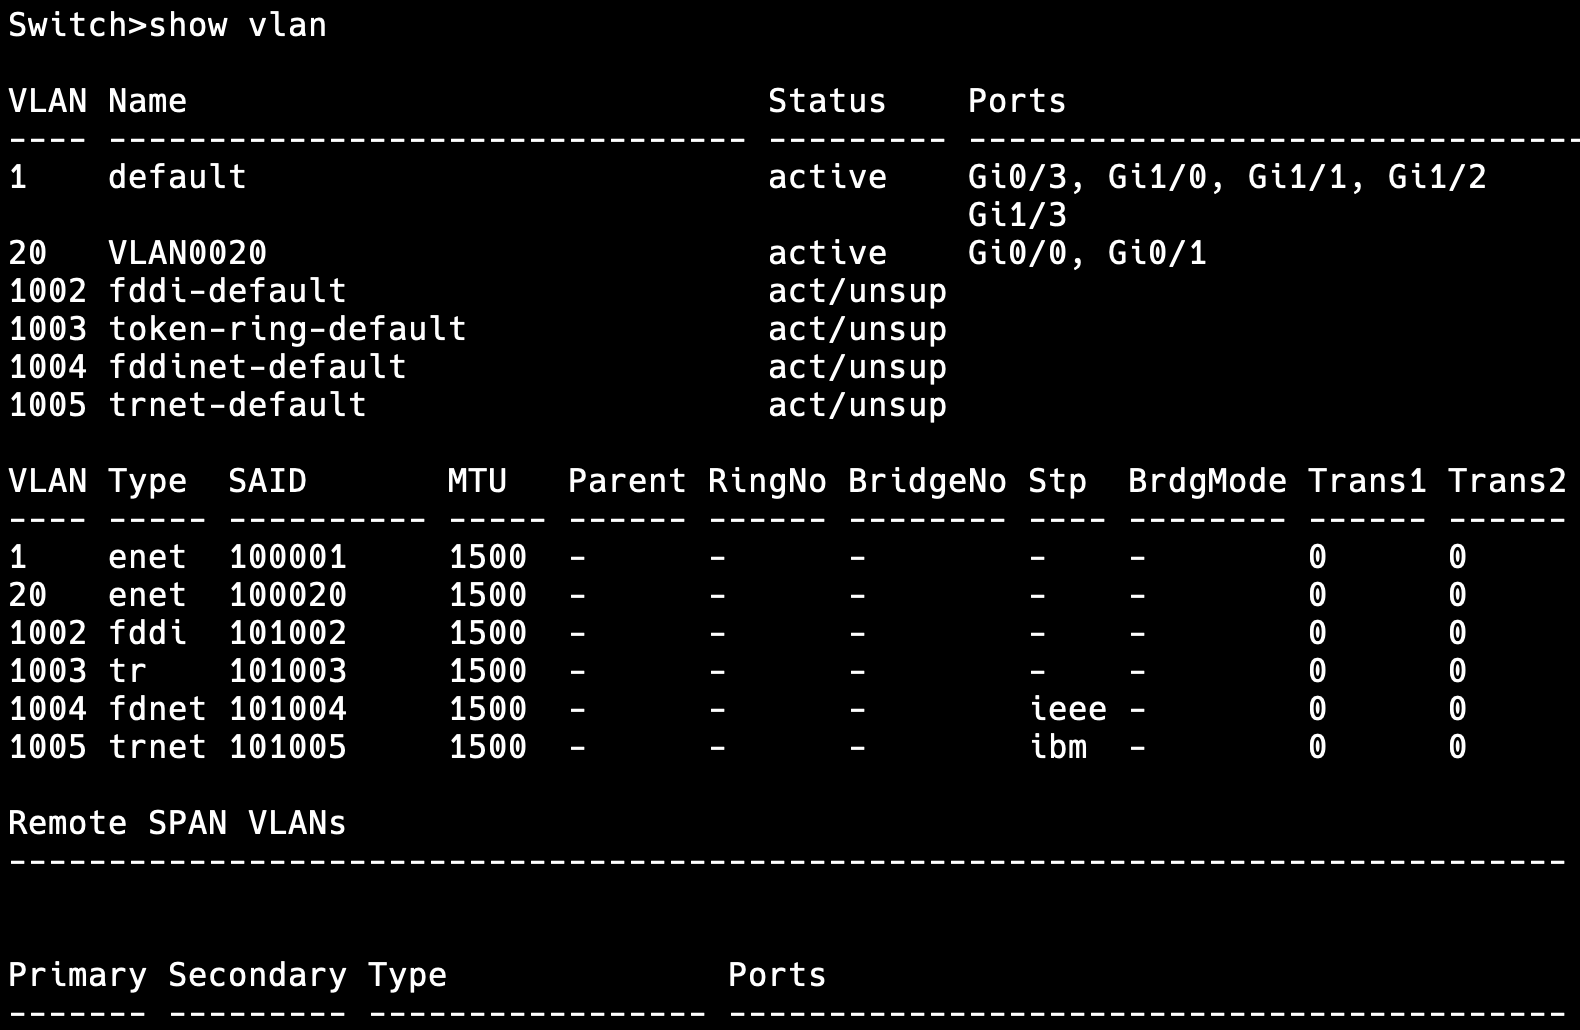 Switch>show vlan
VLAN Name                             Status    Ports
---- -------------------------------- --------- -------------------------------
1    default                          active    Gi0/3, Gi1/0, Gi1/1, Gi1/2
                                                Gi1/3
20   VLAN0020                         active    Gi0/0, Gi0/1
1002 fddi-default                     act/unsup
1003 token-ring-default               act/unsup
1004 fddinet-default                  act/unsup
1005 trnet-default                    act/unsup
VLAN Type  SAID       MTU   Parent RingNo BridgeNo Stp  BrdgMode Trans1 Trans2
---- ----- ---------- ----- ------ ------ -------- ---- -------- ------ ------
1    enet  100001     1500  -      -      -        -    -        0      0
20   enet  100020     1500  -      -      -        -    -        0      0
1002 fddi  101002     1500  -      -      -        -    -        0      0
1003 tr    101003     1500  -      -      -        -    -        0      0
1004 fdnet 101004     1500  -      -      -        ieee -        0      0
1005 trnet 101005     1500  -      -      -        ibm  -        0      0
Remote SPAN VLANs
------------------------------------------------------------------------------
Primary Secondary Type              Ports
------- --------- ----------------- ------------------------------------------